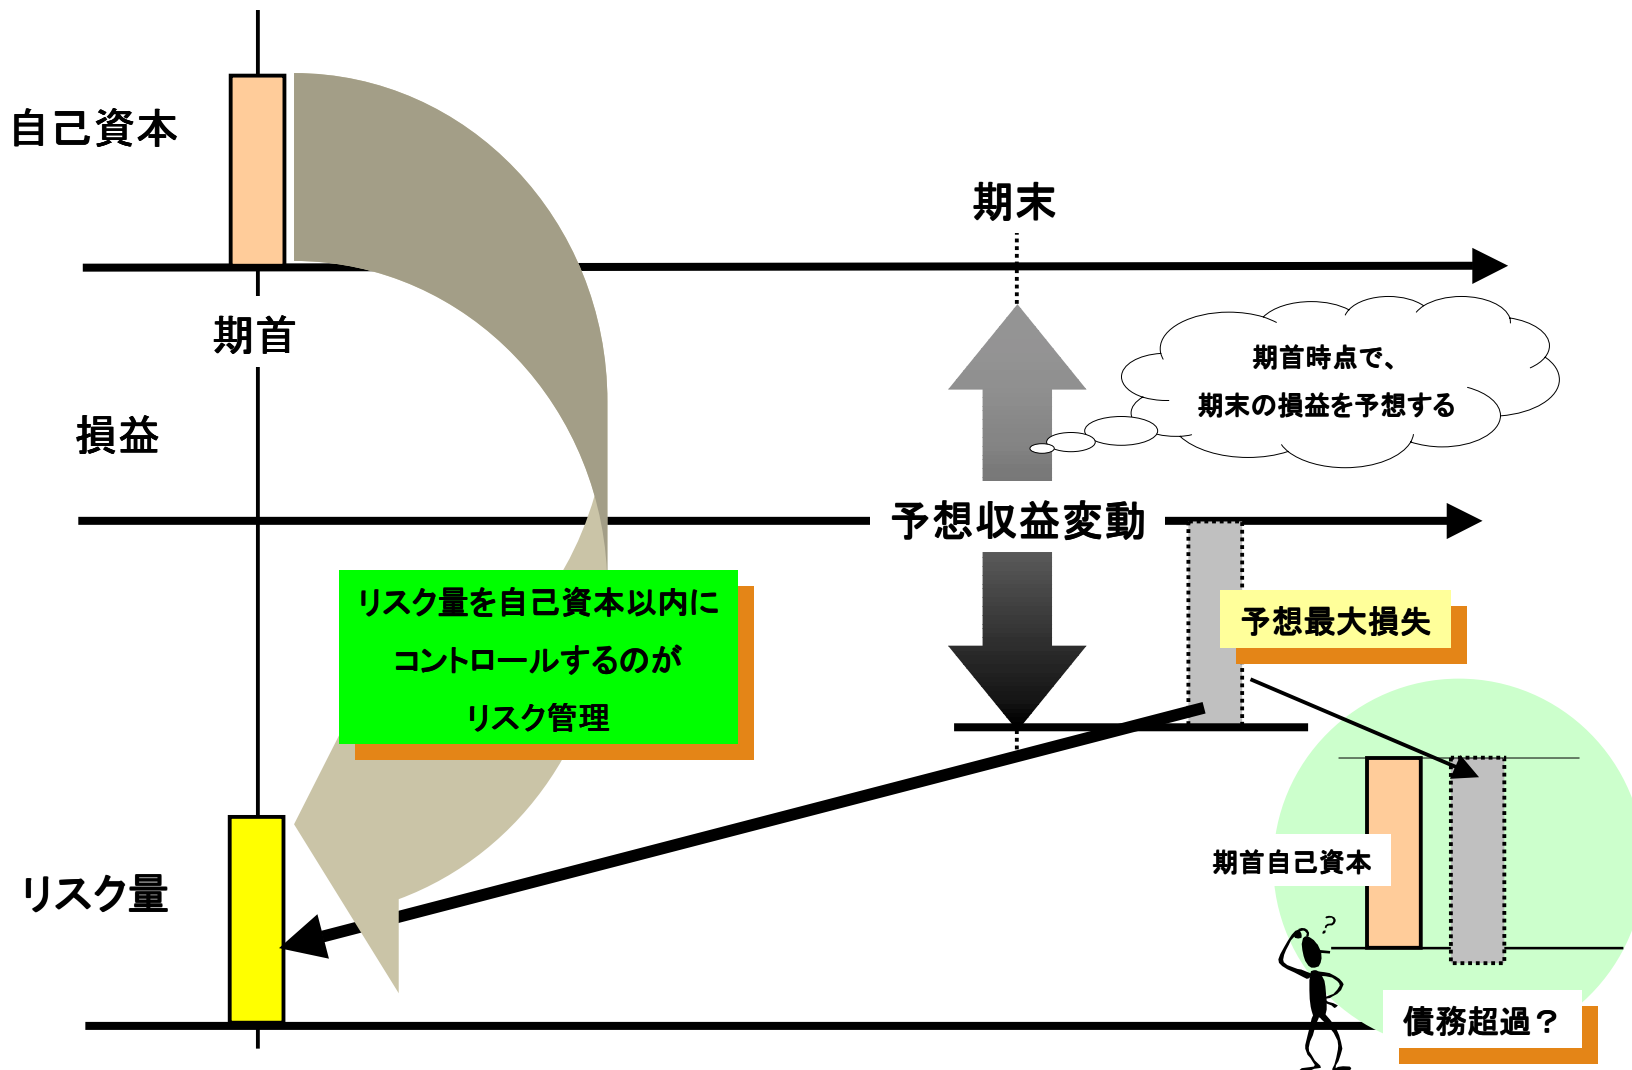 自己資本
期末
期首
期首時点で、
期末の損益を予想する
損益
予想収益変動
リスク量を自己資本以内に
コントロールするのが
リスク管理
予想最大損失
期首自己資本
リスク量
?
債務超過？